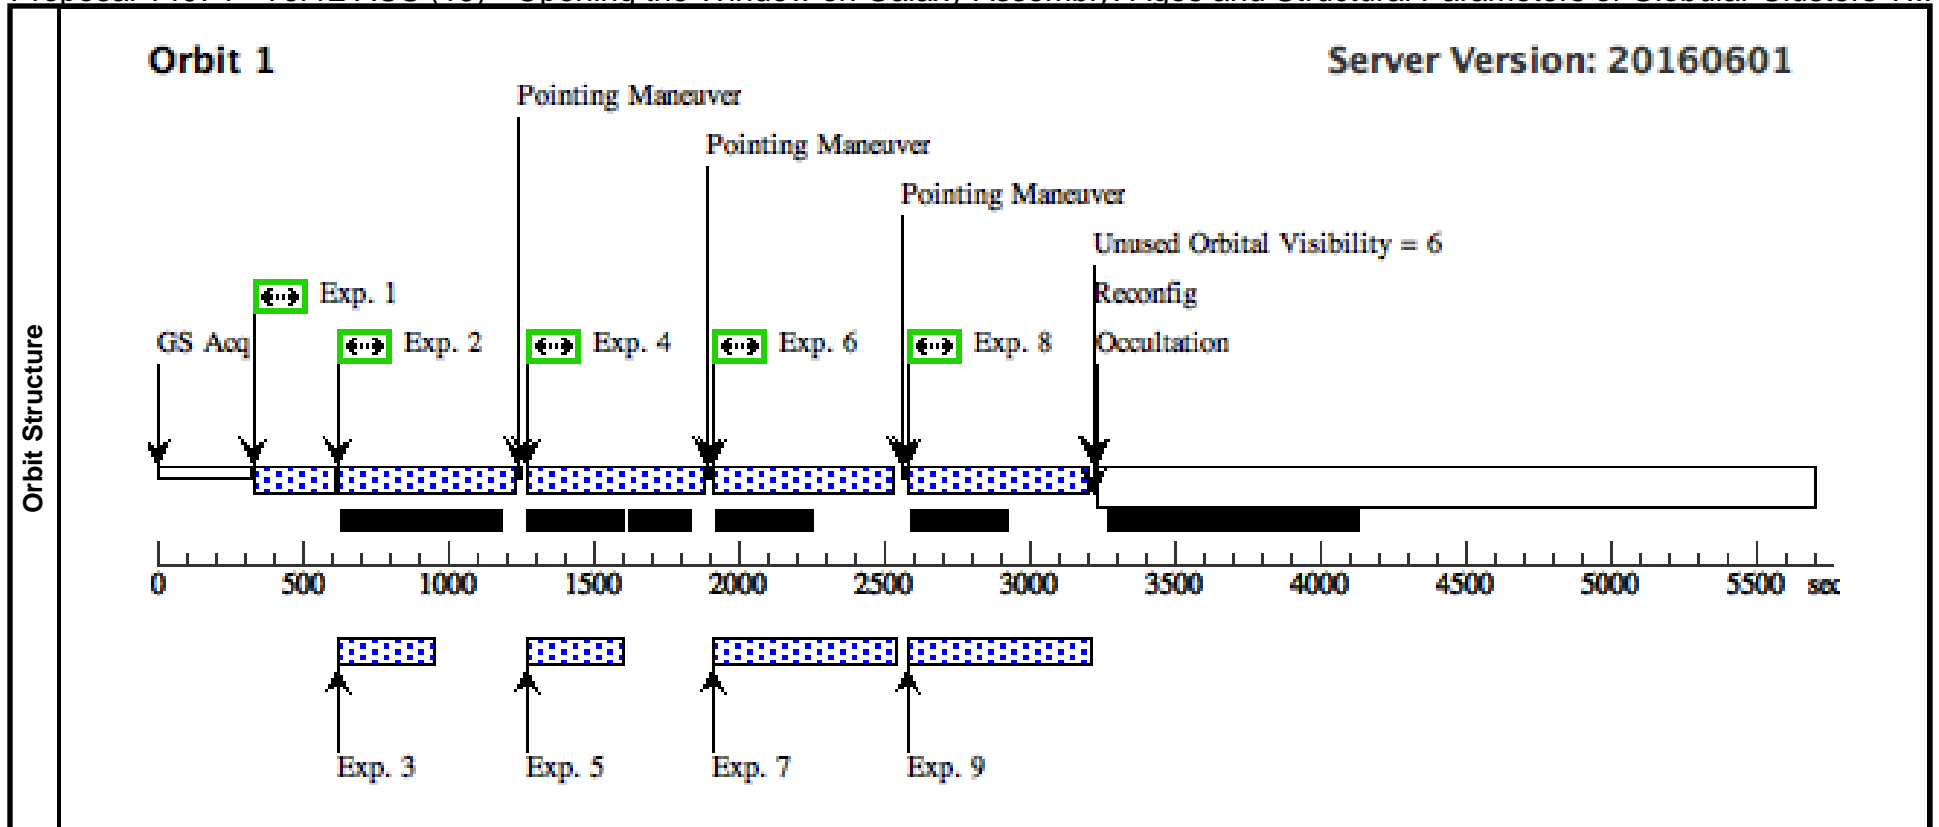 Orbit 1
Server Version: 20160601
Pointing Maneuver
Pointing Maneuver
Pointing Maneuver
Unused Orbital Visibility = 6
Exp. 1
Reconfig
GS Acq
Exp. 2
Exp. 4
Exp. 6
Exp. 8
Occultation
Orbit Structure
0 500 1000 1500 2000 2500 3000 3500 4000 4500 5000 5500 sec
Exp. 3
Exp. 5
Exp. 7
Exp. 9